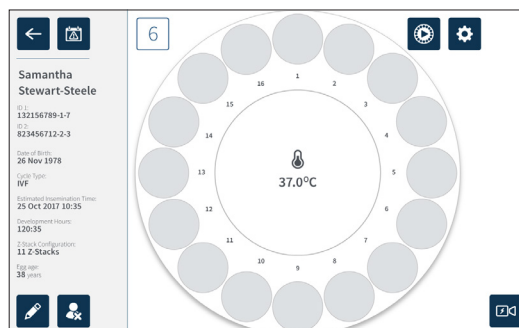 6
Samantha
Stewart-Steele
ID 1:
132156789-1-7
ID 2:
823456712-2-3
Date of Birth:
26 Nov 1978
Cycle Type:
IVF
Estimated Insemination Time:
25 Oct 2017 10:35
Development Hours:
120:35
Z-Stack Configuration:
11 Z-Stacks
Egg age:
38 years
1
2
3
4
5
6
7
8
9
10
11
12
13
14
15
16
37.0°C